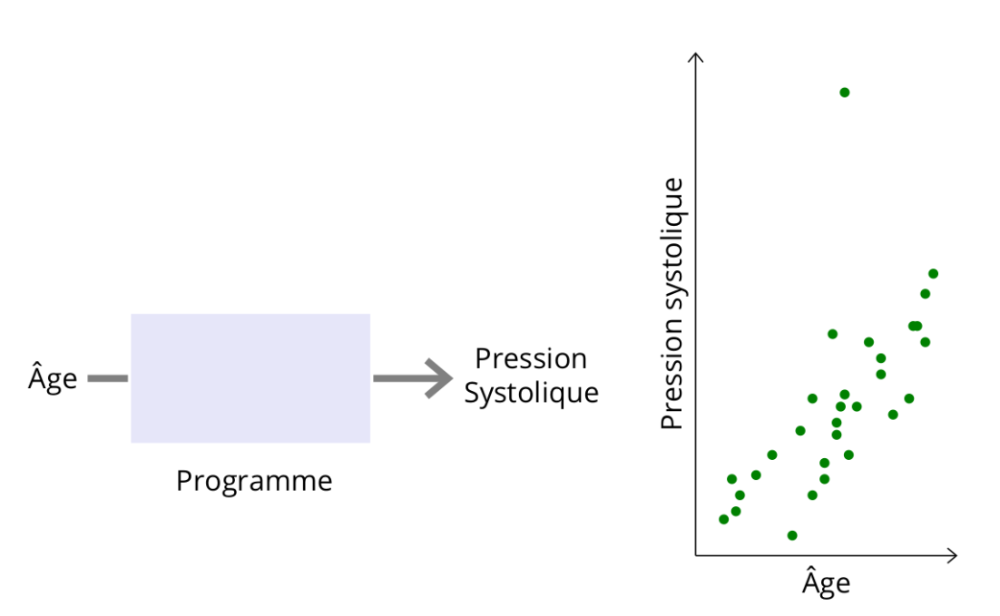 Âge
Pression
Systolique
Programme
Pression systolique
Âge